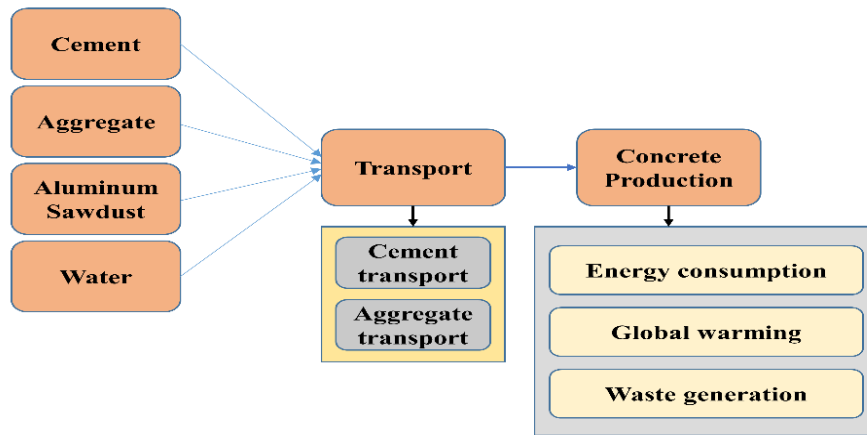 Cement
Aggregate
Aluminum
Sawdust
Water
Transport
Cement
transport
Aggregate
transport
Concrete
Production
Energy consumption
Global warming
Waste generation